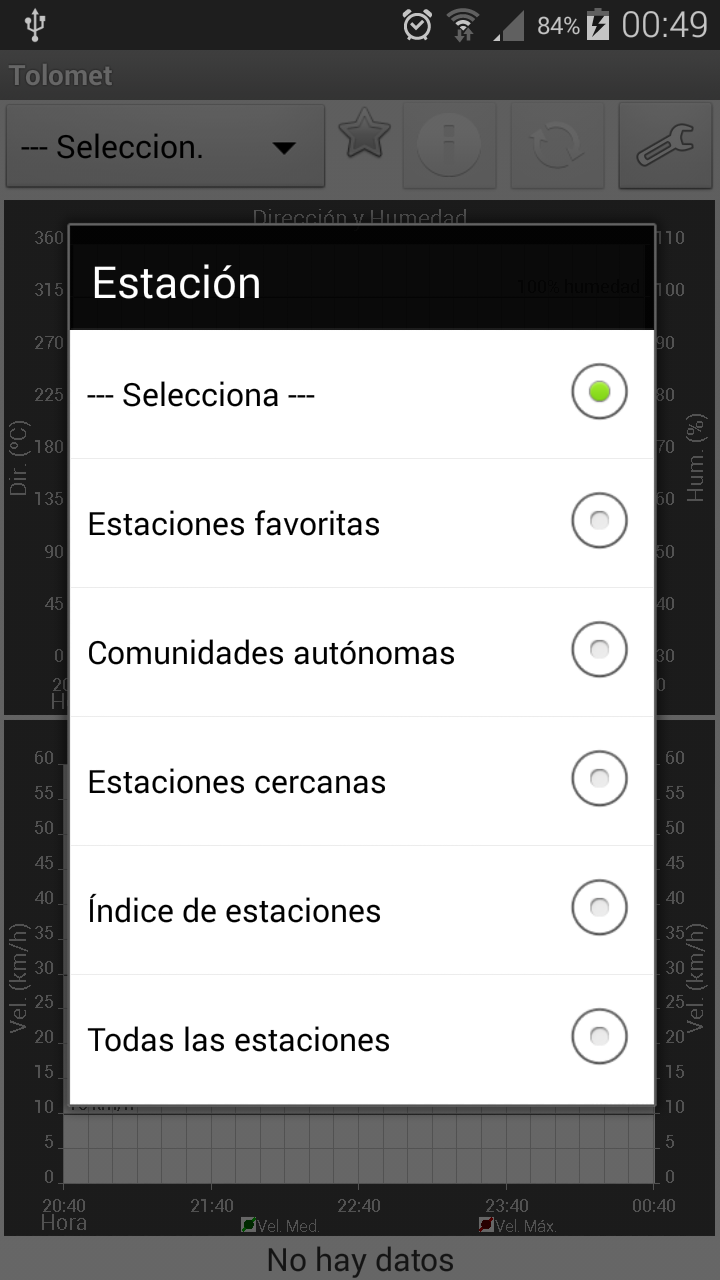 84% 00:49
Tolomet
--- Seleccion.
Dirección y Humedad
360
110
315
100% humedad
100
270
90
225
80
180
70
135
60
90
50
45
40
0
30
Dir. (ºC)
Hum. (%)
Estación
--- Selecciona ---
Estaciones favoritas
Comunidades autónomas
Estaciones cercanas
Índice de estaciones
Todas las estaciones
60 60
55 55
50 50
45 45
40 40
35 35
30 30
25 25
20 20
15 15
10 10
5 5
0 0
Vel. (km/h)
Vel. (km/h)
20:40 21:40 22:40 23:40 00:40
Hora
Vel. Med. Vel. Máx.
No hay datos